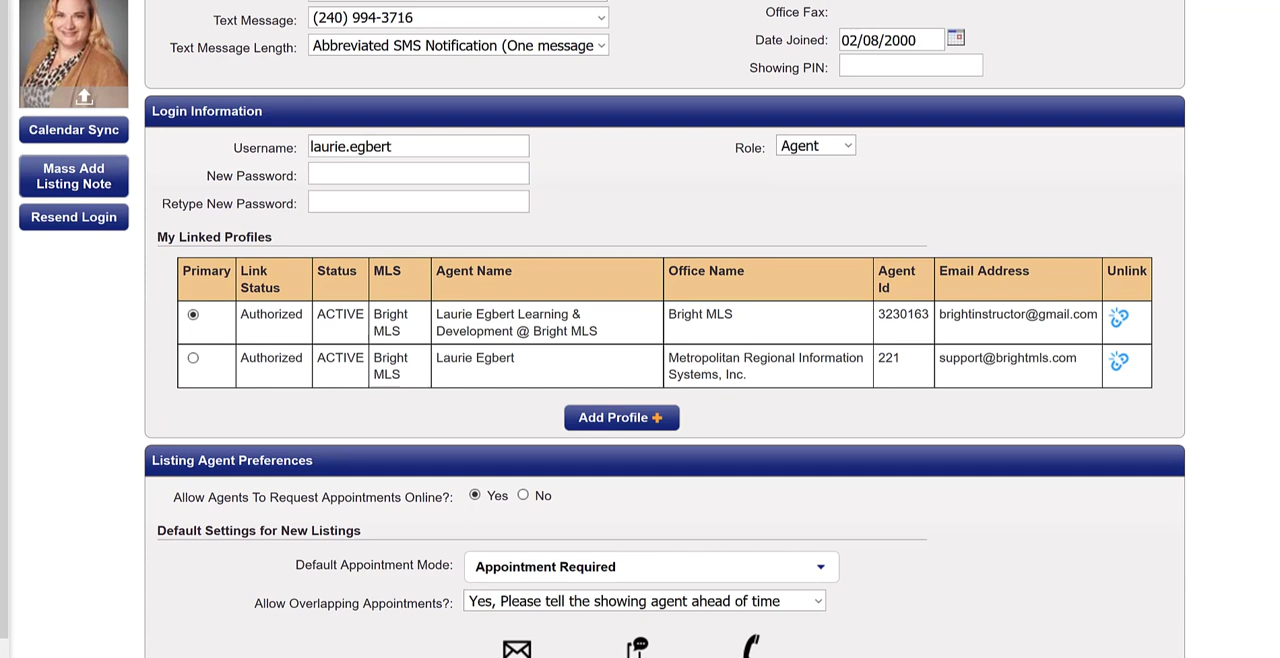 Text Message: (240) 994-3716
Text Message Length: Abbreviated SMS Notification (One message
Office Fax:
Date Joined: 02/08/2000
Showing PIN:
Calendar Sync
Mass Add
Listing Note
Resend Login
Login Information
Username: laurie.egbert
Role: Agent
New Password:
Retype New Password:
My Linked Profiles
Primary Link Status Status MLS Agent Name Office Name Agent Id Email Address Unlink
Authorized ACTIVE Bright MLS Laurie Egbert Learning & Development @ Bright MLS Bright MLS 3230163 brightinstructor@gmail.com
Authorized ACTIVE Bright MLS Laurie Egbert Metropolitan Regional Information Systems, Inc. 221 support@brightmls.com
Add Profile +
Listing Agent Preferences
Allow Agents To Request Appointments Online?: Yes No
Default Settings for New Listings
Default Appointment Mode: Appointment Required
Allow Overlapping Appointments?: Yes, Please tell the showing agent ahead of time